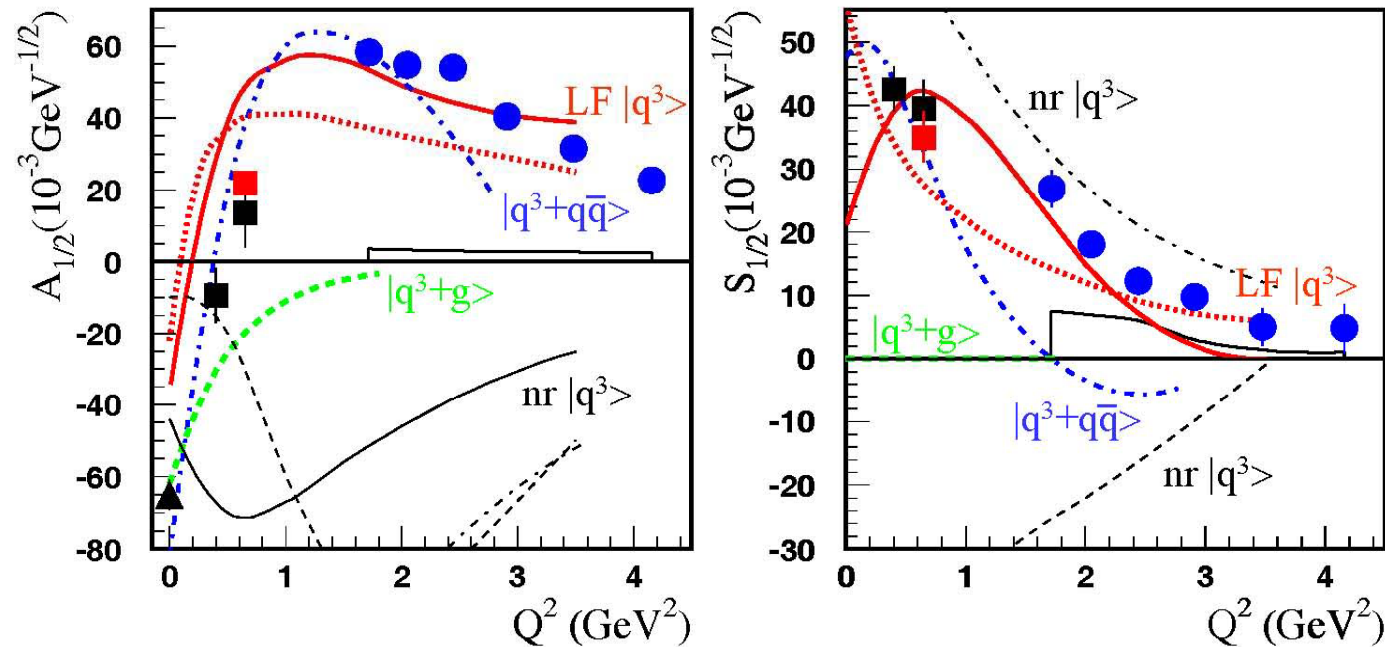 A1/2(10-3GeV-1/2)
60
40
20
0
-20
-40
-60
-80
LF |q3>
|q3+qq̅>
|q3+g>
nr |q3>
0
1
2
3
4
Q2 (GeV2)
S1/2(10-3GeV-1/2)
50
40
30
20
10
0
-10
-20
-30
nr |q3>
LF |q3>
|q3+g>
|q3+qq̅>
nr |q3>
0
1
2
3
4
Q2 (GeV2)